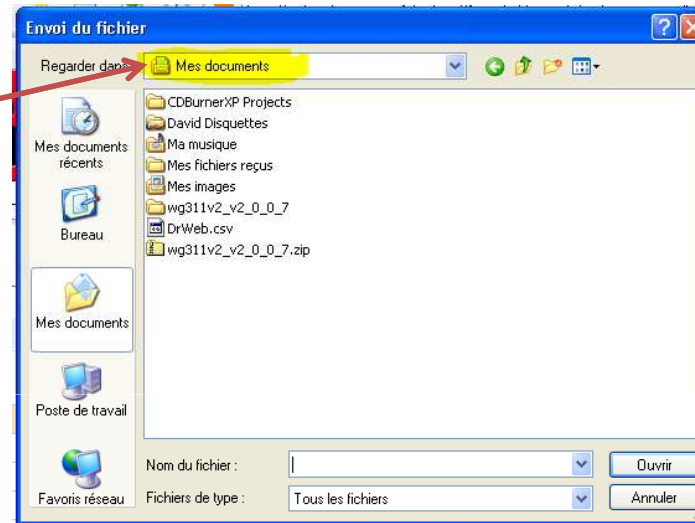 Envoi du fichier
Regarder dans
Mes documents
Mes documents
récents
Bureau
Mes documents
Poste de travail
Favoris réseau
CDBurnerXP Projects
David Disquettes
Ma musique
Mes fichiers reçus
Mes images
wg311v2_v2_0_0_7
DrWeb.csv
wg311v2_v2_0_0_7.zip
Nom du fichier :
Ouvrir
Fichiers de type :
Tous les fichiers
Annuler